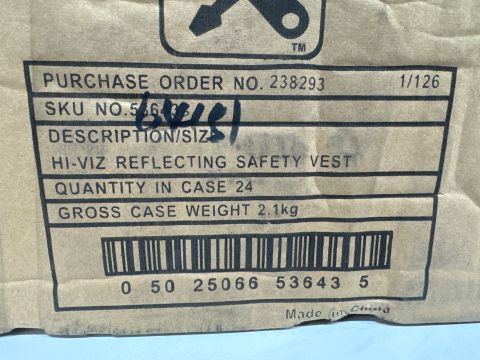 TM
PURCHASE ORDER NO. 238293 1/126
SKU NO.
DESCRIPTION/SIZE
HI-VIZ REFLECTING SAFETY VEST
QUANTITY IN CASE 24
GROSS CASE WEIGHT 2.1kg
0 50 25066 53643 5
Made in China